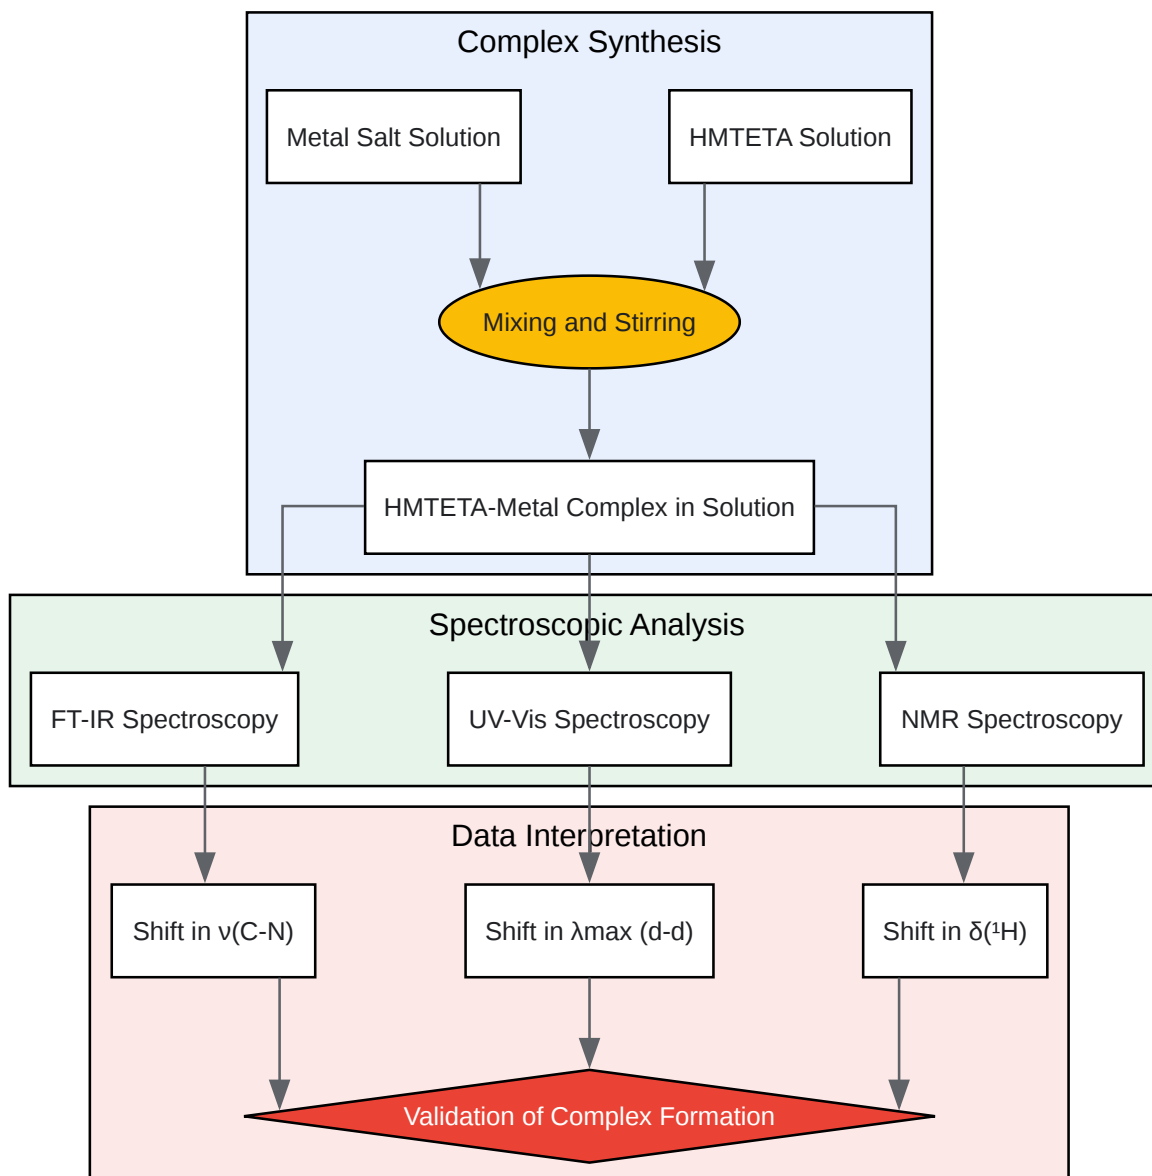 Complex Synthesis
Metal Salt Solution
HMTETA Solution
Mixing and Stirring
HMTETA-Metal Complex in Solution
Spectroscopic Analysis
FT-IR Spectroscopy
UV-Vis Spectroscopy
NMR Spectroscopy
Data Interpretation
Shift in ν(C-N)
Shift in λmax (d-d)
Shift in δ(¹H)
Validation of Complex Formation